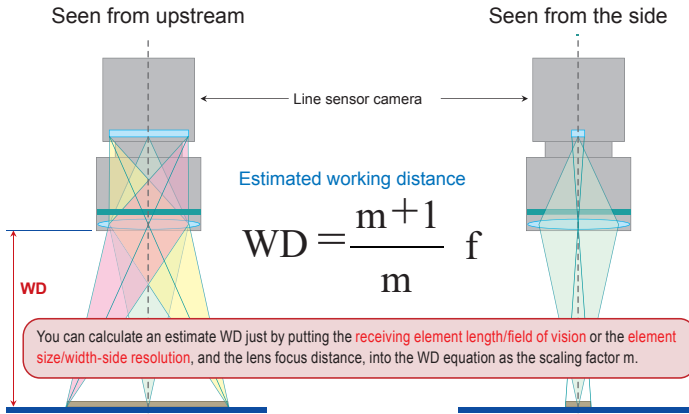 Seen from upstream
Seen from the side
Line sensor camera
Estimated working distance
WD = m+1/m f
WD
You can calculate an estimate WD just by putting the receiving element length/field of vision or the element
size/width-side resolution, and the lens focus distance, into the WD equation as the scaling factor m.